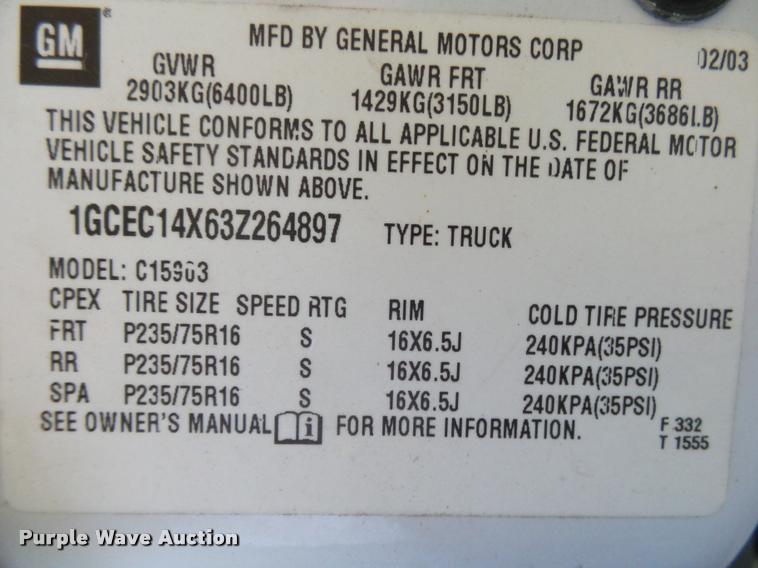 GM
MFD BY GENERAL MOTORS CORP 02/03
GVWR GAWR FRT GAWR RR
2903KG(6400LB) 1429KG(3150LB) 1672KG(3686LB)
THIS VEHICLE CONFORMS TO ALL APPLICABLE U.S. FEDERAL MOTOR
VEHICLE SAFETY STANDARDS IN EFFECT ON THE DATE OF
MANUFACTURE SHOWN ABOVE.
1GCEC14X63Z264897 TYPE: TRUCK
MODEL: C15903
CPEX TIRE SIZE SPEED RTG RIM COLD TIRE PRESSURE
FRT P235/75R16 S 16X6.5J 240KPA(35PSI)
RR P235/75R16 S 16X6.5J 240KPA(35PSI)
SPA P235/75R16 S 16X6.5J 240KPA(35PSI)
SEE OWNER'S MANUAL i FOR MORE INFORMATION.
F 332
T 1555
Purple Wave Auction